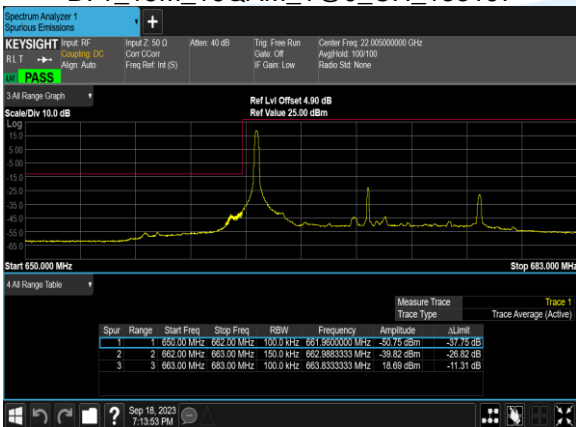 Spectrum Analyzer 1
Spurious Emissions
+
KEYSIGHT
RLT
Input: RF
Coupling: DC
Align: Auto
Input Z: 50 Ω
Corr CCorr
Freq Ref: Int (S)
Atten: 40 dB
Trig: Free Run
Gate: Off
IF Gain: Low
Center Freq: 22.005000000 GHz
Avg|Hold: 100/100
Radio Std: None
PASS
3 All Range Graph
Scale/Div 10.0 dB
Ref Lvl Offset 4.90 dB
Ref Value 25.00 dBm
Log
15.0
5.00
-5.00
-15.0
-25.0
-35.0
-45.0
-55.0
-65.0
Start 650.000 MHz
Stop 683.000 MHz
4 All Range Table
Measure Trace Trace 1
Trace Type Trace Average (Active)
Spur Range Start Freq Stop Freq RBW Frequency Amplitude ΔLimit
1 1 650.00 MHz 662.00 MHz 100.0 kHz 661.9600000 MHz -50.75 dBm -37.75 dB
2 2 662.00 MHz 663.00 MHz 150.0 kHz 662.9883333 MHz -39.82 dBm -26.82 dB
3 3 663.00 MHz 683.00 MHz 100.0 kHz 663.8333333 MHz 18.69 dBm -11.31 dB
?
Sep 18, 2023
7:13:53 PM